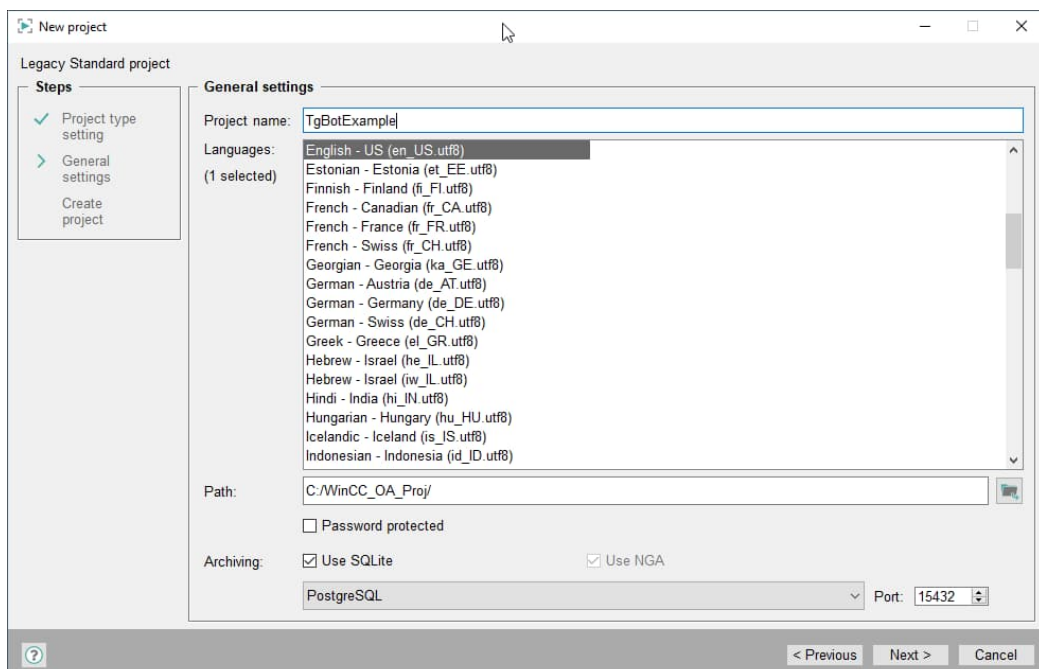 New project
Legacy Standard project
Steps
Project type
setting
General
settings
Create
project
General settings
Project name: TgBotExample
Languages:
(1 selected)
English - US (en_US.utf8)
Estonian - Estonia (et_EE.utf8)
Finnish - Finland (fi_FI.utf8)
French - Canadian (fr_CA.utf8)
French - France (fr_FR.utf8)
French - Swiss (fr_CH.utf8)
Georgian - Georgia (ka_GE.utf8)
German - Austria (de_AT.utf8)
German - Germany (de_DE.utf8)
German - Swiss (de_CH.utf8)
Greek - Greece (el_GR.utf8)
Hebrew - Israel (he_IL.utf8)
Hebrew - Israel (iw_IL.utf8)
Hindi - India (hi_IN.utf8)
Hungarian - Hungary (hu_HU.utf8)
Icelandic - Iceland (is_IS.utf8)
Indonesian - Indonesia (id_ID.utf8)
Path: C:/WinCC_OA_Proj/
Password protected
Archiving: Use SQLite Use NGA
PostgreSQL Port: 15432
? < Previous Next > Cancel